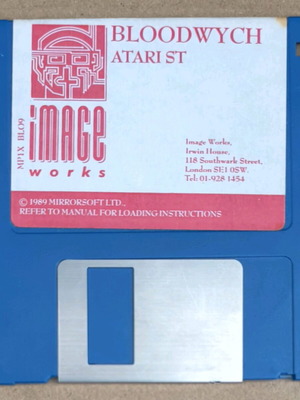 BLOODWYCH
ATARI ST
image
works
MP1X BLO9
Image Works,
Irwin House,
118 Southwark Street,
London SE1 0SW.
Tel: 01-928 1454
© 1989 MIRRORSOFT LTD.,
REFER TO MANUAL FOR LOADING INSTRUCTIONS